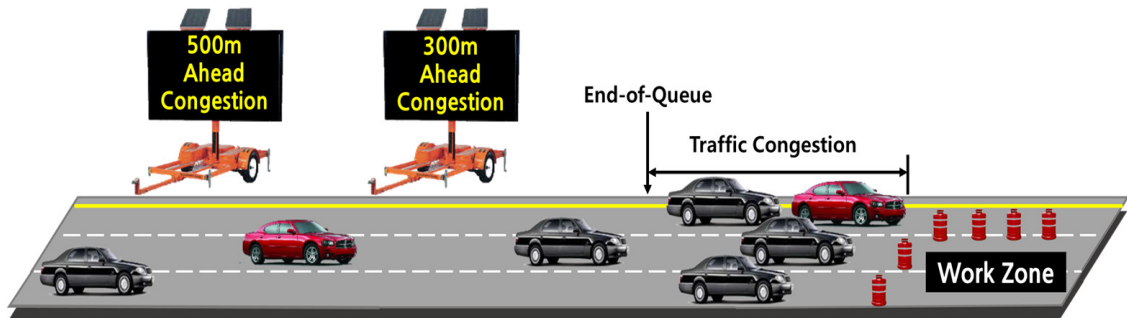 500m
Ahead
Congestion
300m
Ahead
Congestion
End-of-Queue
Traffic Congestion
Work Zone